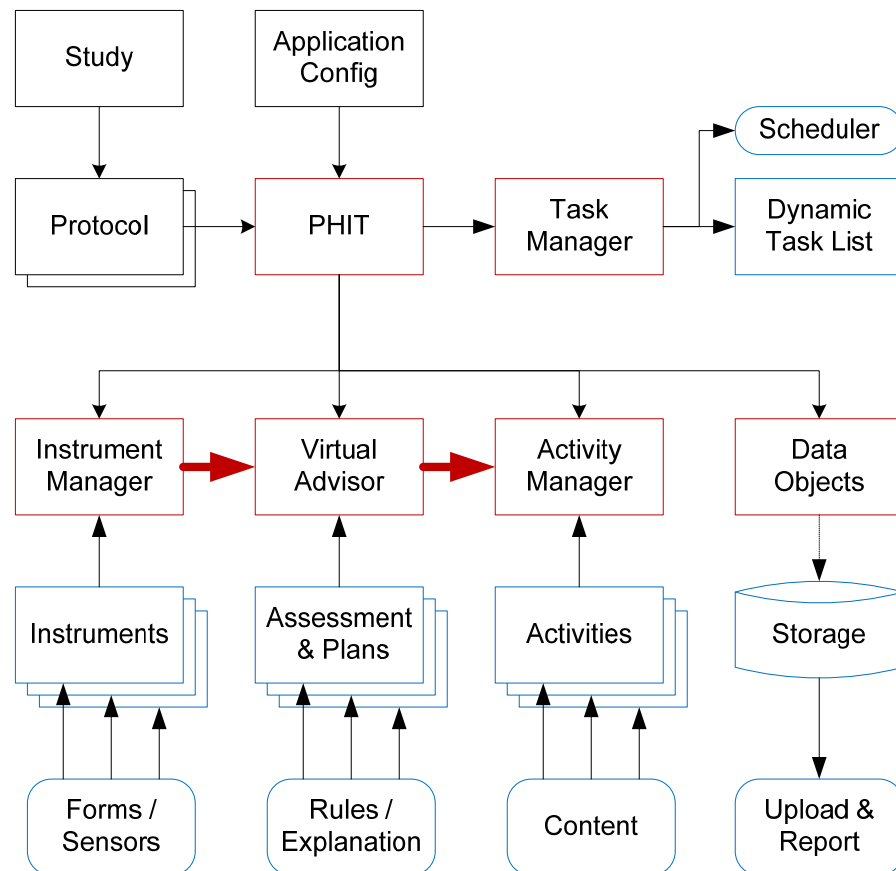 Study
Application
Config
Scheduler
Protocol
PHIT
Task
Manager
Dynamic
Task List
Instrument
Manager
Virtual
Advisor
Activity
Manager
Data
Objects
Instruments
Assessment
& Plans
Activities
Storage
Forms /
Sensors
Rules /
Explanation
Content
Upload &
Report